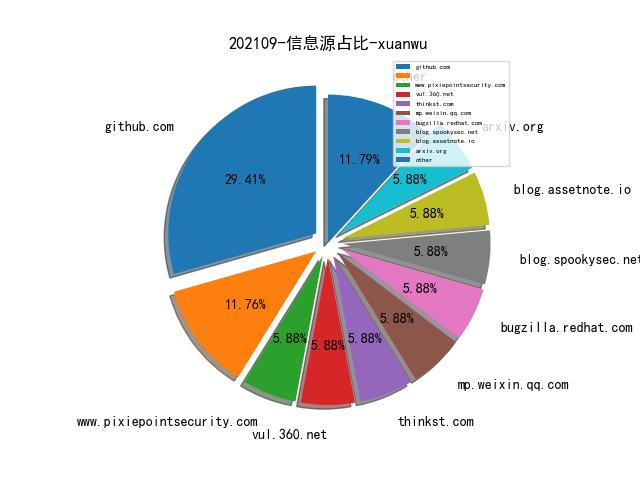 202109-信息源占比-xuanwu
github.com
other
arxiv.org
blog.assetnote.io
blog.spookysec.net
bugzilla.redhat.com
mp.weixin.qq.com
thinkst.com
vul.360.net
www.pixiepointsecurity.com
29.41%
11.79%
5.88%
5.88%
5.88%
5.88%
5.88%
5.88%
5.88%
5.88%
11.76%
github.com
www.pixiepointsecurity.com
vul.360.net
thinkst.com
mp.weixin.qq.com
bugzilla.redhat.com
blog.spookysec.net
blog.assetnote.io
arxiv.org
other